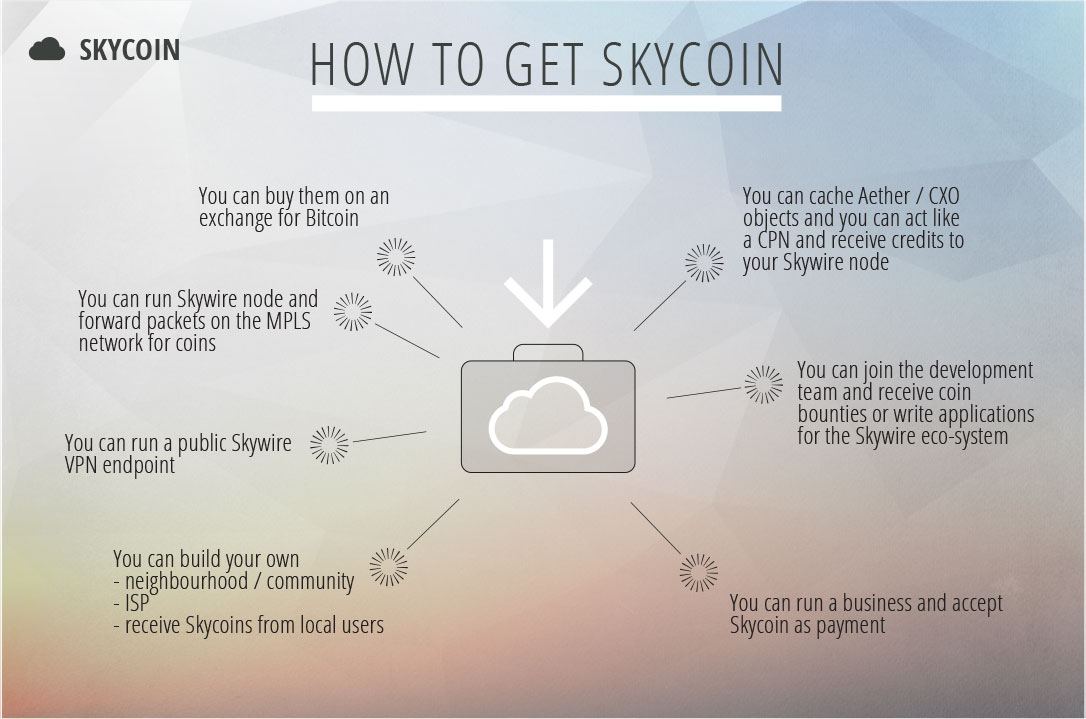 SKYCOIN
HOW TO GET SKYCOIN
You can buy them on an
exchange for Bitcoin
You can run Skywire node and
forward packets on the MPLS
network for coins
You can run a public Skywire
VPN endpoint
You can build your own
- neighbourhood / community
- ISP
- receive Skycoins from local users
You can cache Aether / CXO
objects and you can act like
a CPN and receive credits to
your Skywire node
You can join the development
team and receive coin
bounties or write applications
for the Skywire eco-system
You can run a business and accept
Skycoin as payment